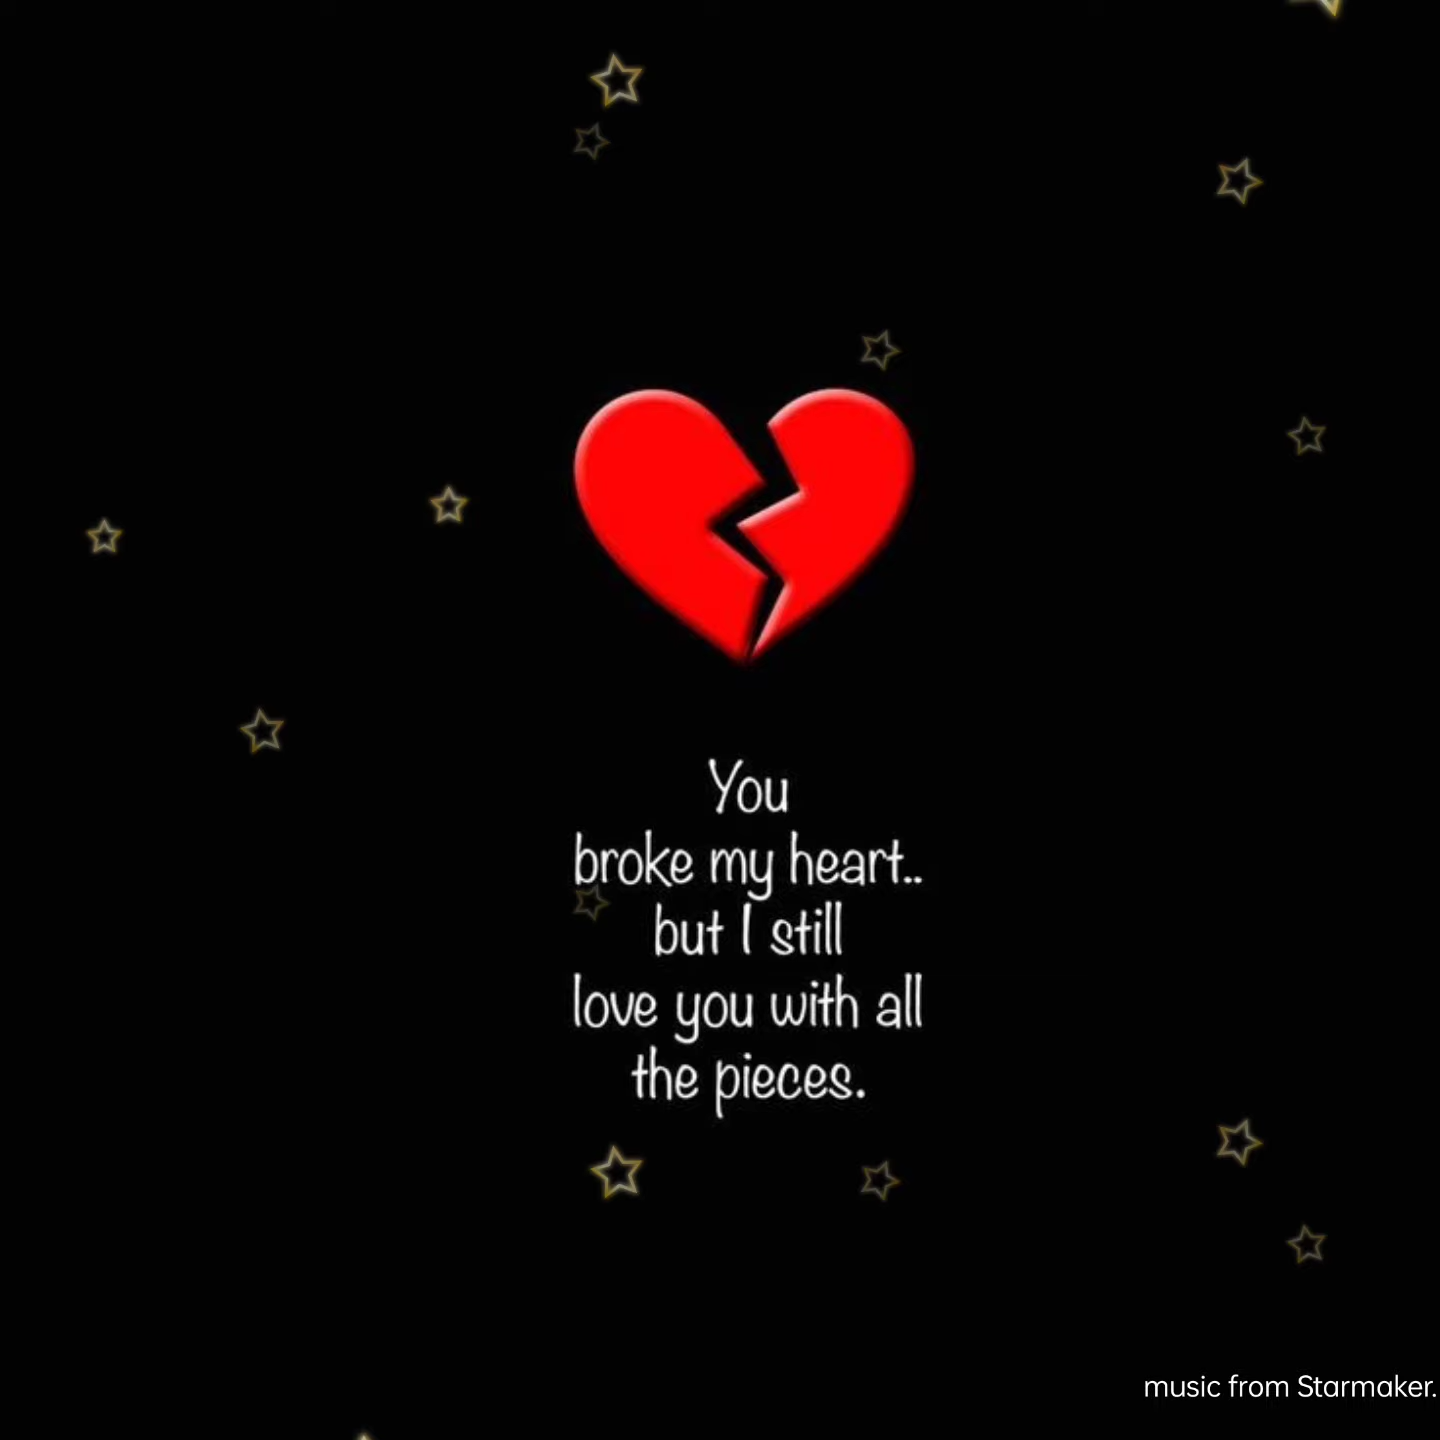 You
broke my heart..
but I still
love you with all
the pieces.
music from Starmaker.